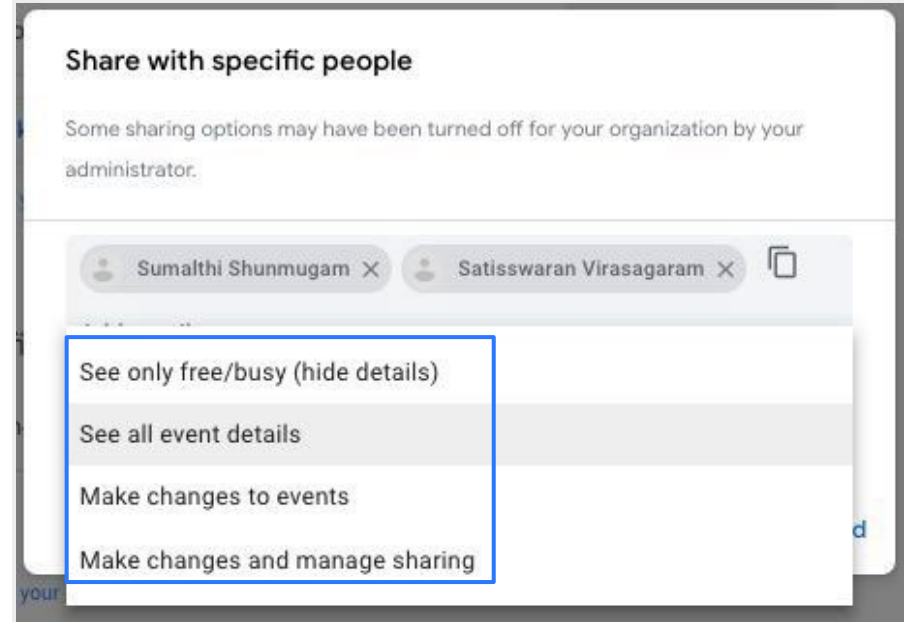 Share with specific people
Some sharing options may have been turned off for your organization by your
administrator.
Sumalthi Shunmugam
Satisswaran Virasagaram
See only free/busy (hide details)
See all event details
Make changes to events
Make changes and manage sharing
your